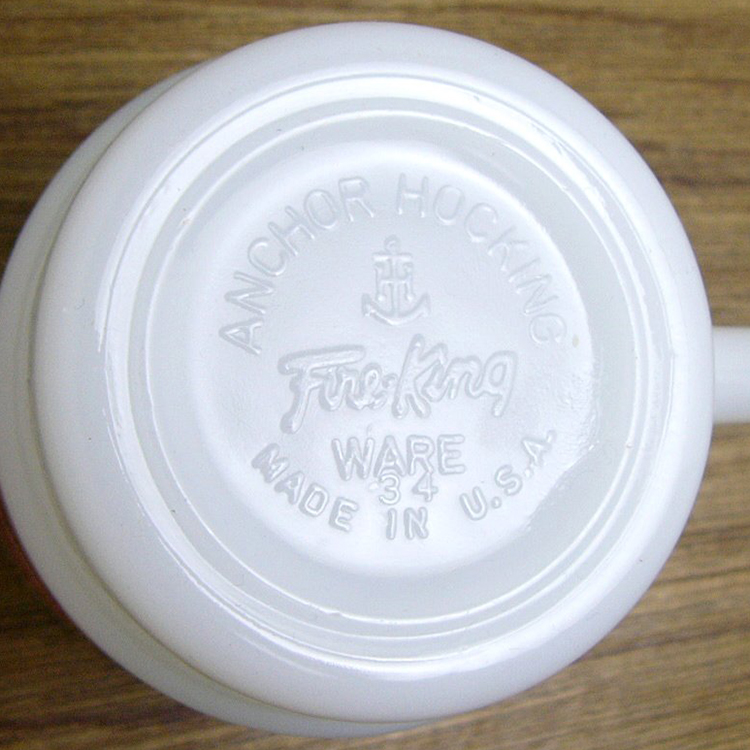 ANCHOR HOCKING
H
Fire-King
WARE
34
MADE IN U.S.A.